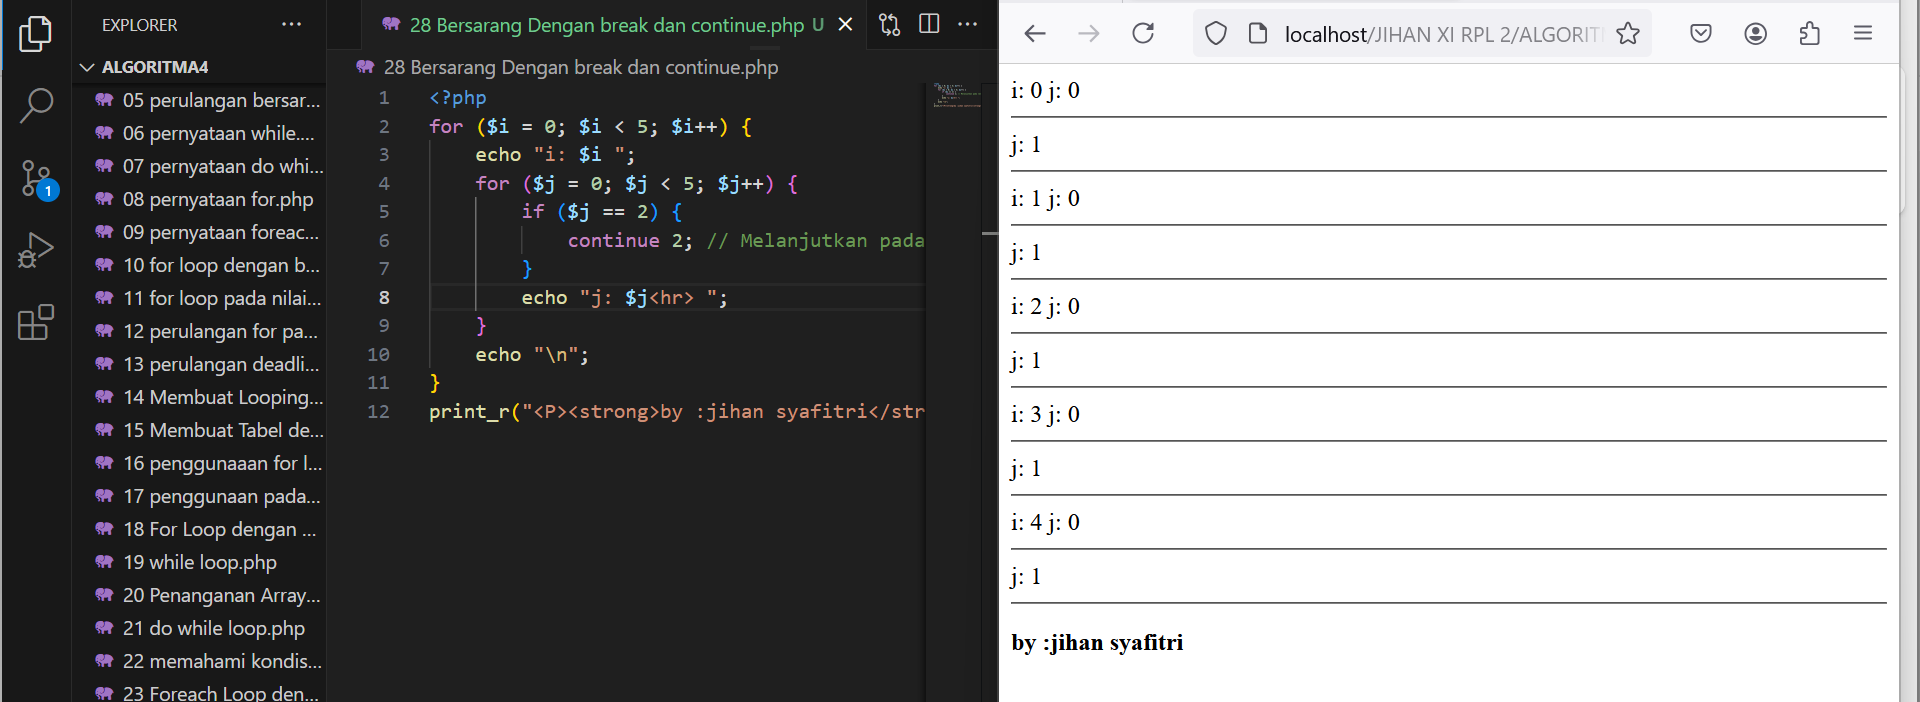 EXPLORER
ALGORITMA4
05 perulangan bersar...
06 pernyataan while....
07 pernyataan do whi...
08 pernyataan for.php
09 pernyataan foreac...
10 for loop dengan b...
11 for loop pada nilai...
12 perulangan for pa...
13 perulangan deadli...
14 Membuat Looping...
15 Membuat Tabel de...
16 penggunaaan for l...
17 penggunaan pada...
18 For Loop dengan ...
19 while loop.php
20 Penanganan Array...
21 do while loop.php
22 memahami kondis...
23 Foreach Loop den...
1
28 Bersarang Dengan break dan continue.php U
28 Bersarang Dengan break dan continue.php
1 <?php
2 for ($i = 0; $i < 5; $i++) {
3 echo "i: $i ";
4 for ($j = 0; $j < 5; $j++) {
5 if ($j == 2) {
6 continue 2; // Melanjutkan pada
7 }
8 echo "j: $j<hr> ";
9 }
10 echo "\n";
11 }
12 print_r("<P><strong>by :jihan syafitri</str
localhost/JIHAN XI RPL 2/ALGORIT
i: 0 j: 0
j: 1
i: 1 j: 0
j: 1
i: 2 j: 0
j: 1
i: 3 j: 0
j: 1
i: 4 j: 0
j: 1
by :jihan syafitri